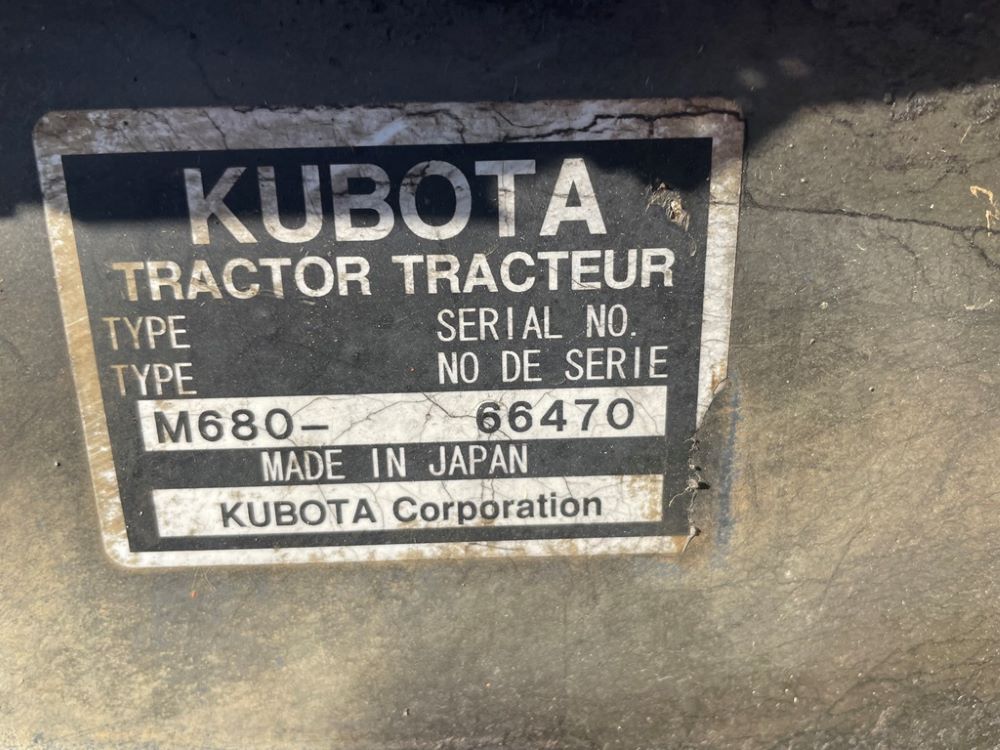 KUBOTA
TRACTOR TRACTEUR
TYPE SERIAL NO.
TYPE NO DE SERIE
M680- 66470
MADE IN JAPAN
KUBOTA Corporation